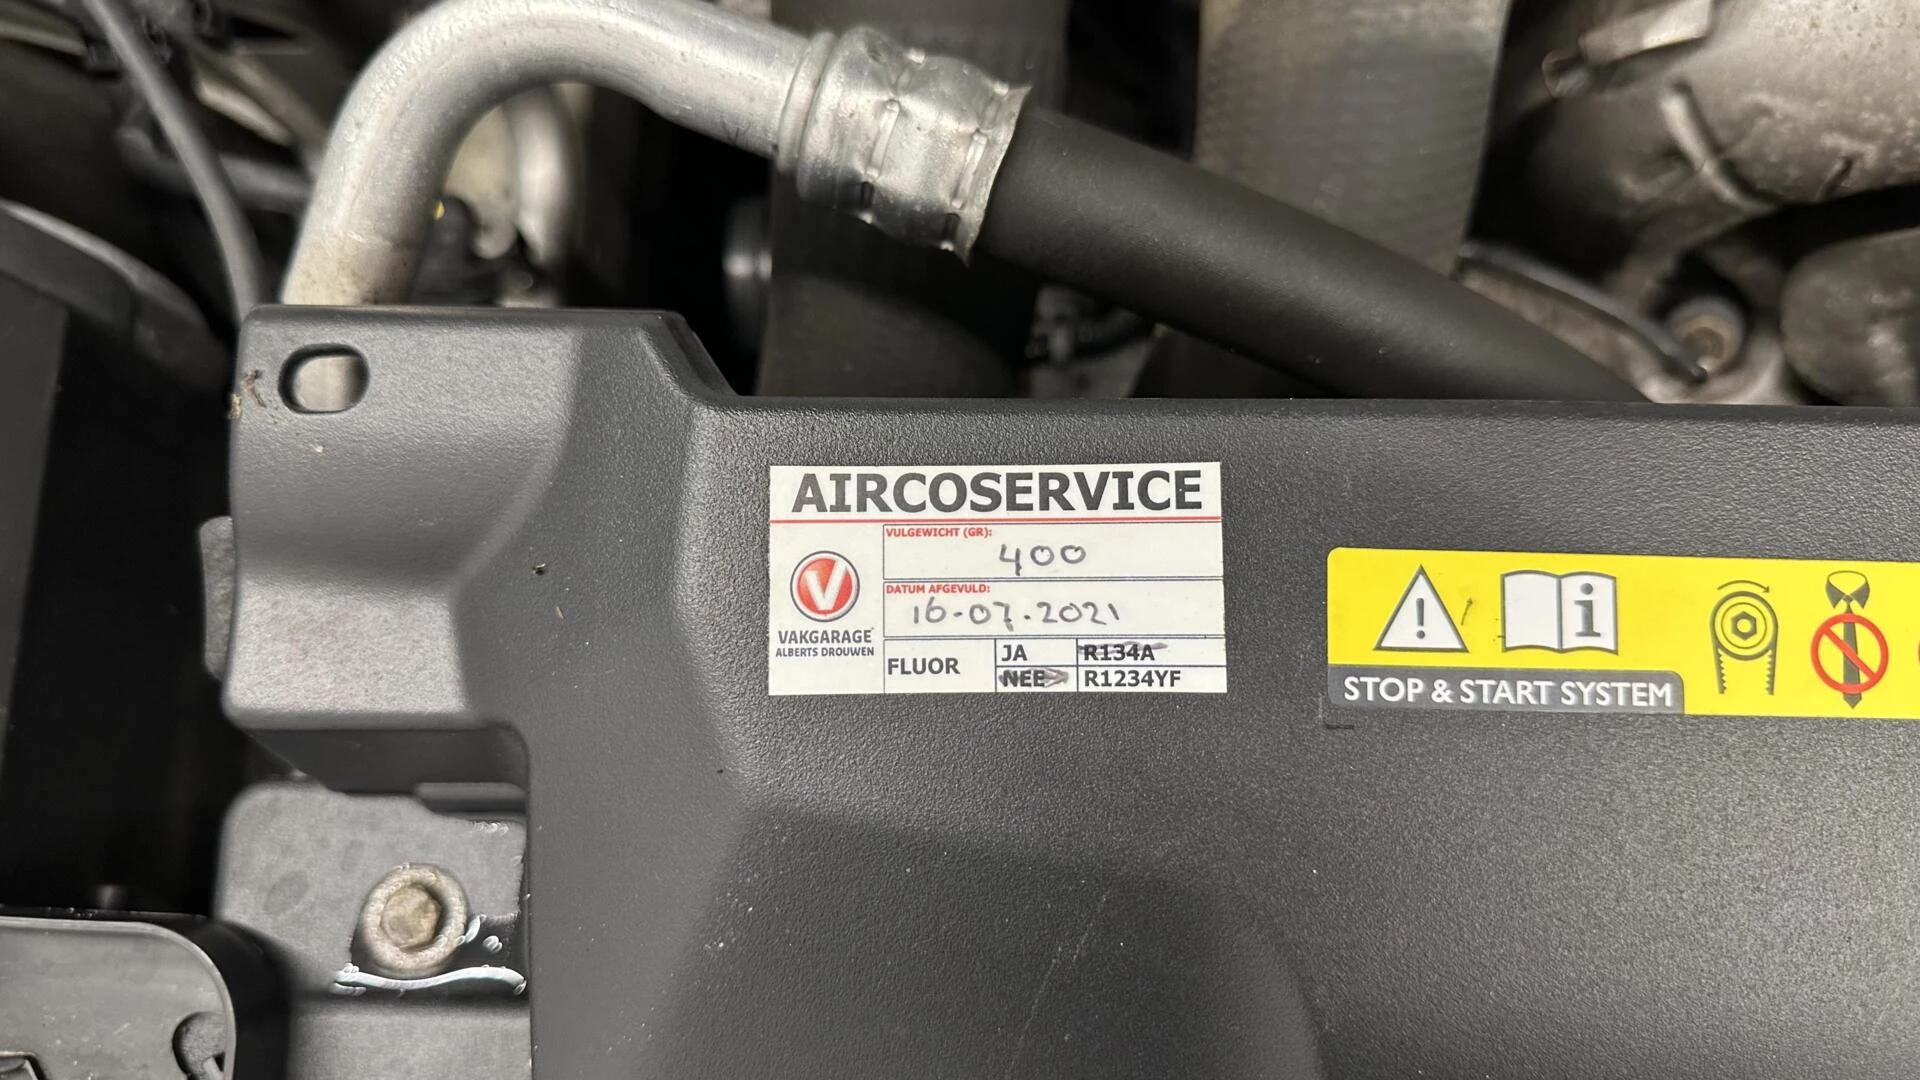 AIRCOSERVICE
VULGEWICHT (GR):
400
DATUM AFGEVULD:
16-07.2021
V
VAKGARAGE
ALBERTS DROUWEN
FLUOR
JA
R134A
NEE
R1234YF
i
STOP & START SYSTEM